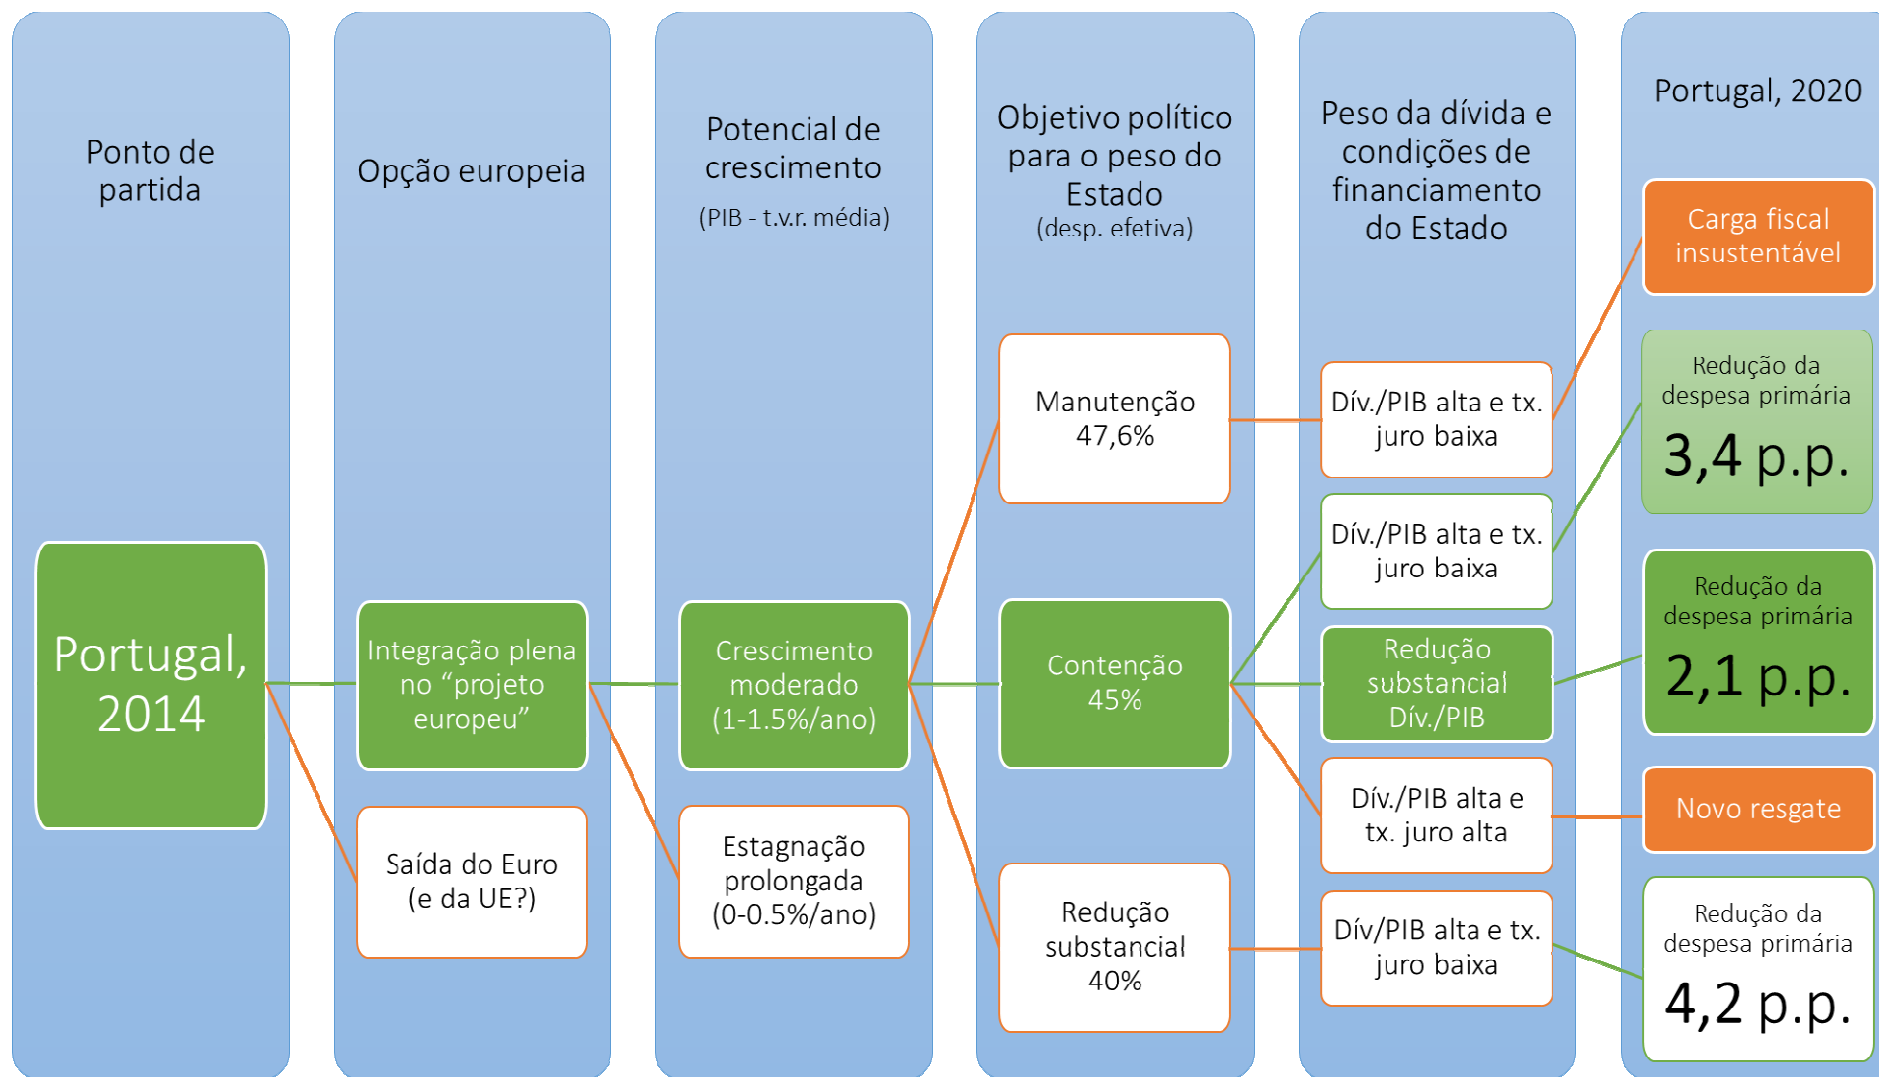 Ponto de
partida
Portugal,
2014
Opção europeia
Integração plena
no “projeto
europeu”
Saída do Euro
(e da UE?)
Potencial de
crescimento
(PIB - t.v.r. média)
Crescimento
moderado
(1-1.5%/ano)
Estagnação
prolongada
(0-0.5%/ano)
Objetivo político
para o peso do
Estado
(desp. efetiva)
Manutenção
47,6%
Contenção
45%
Redução
substancial
40%
Peso da dívida e
condições de
financiamento
do Estado
Dív./PIB alta e tx.
juro baixa
Dív./PIB alta e tx.
juro baixa
Redução
substancial
Dív./PIB
Dív./PIB alta e
tx. juro alta
Dív/PIB alta e tx.
juro baixa
Portugal, 2020
Carga fiscal
insustentável
Redução da
despesa primária
3,4 p.p.
Redução da
despesa primária
2,1 p.p.
Novo resgate
Redução da
despesa primária
4,2 p.p.